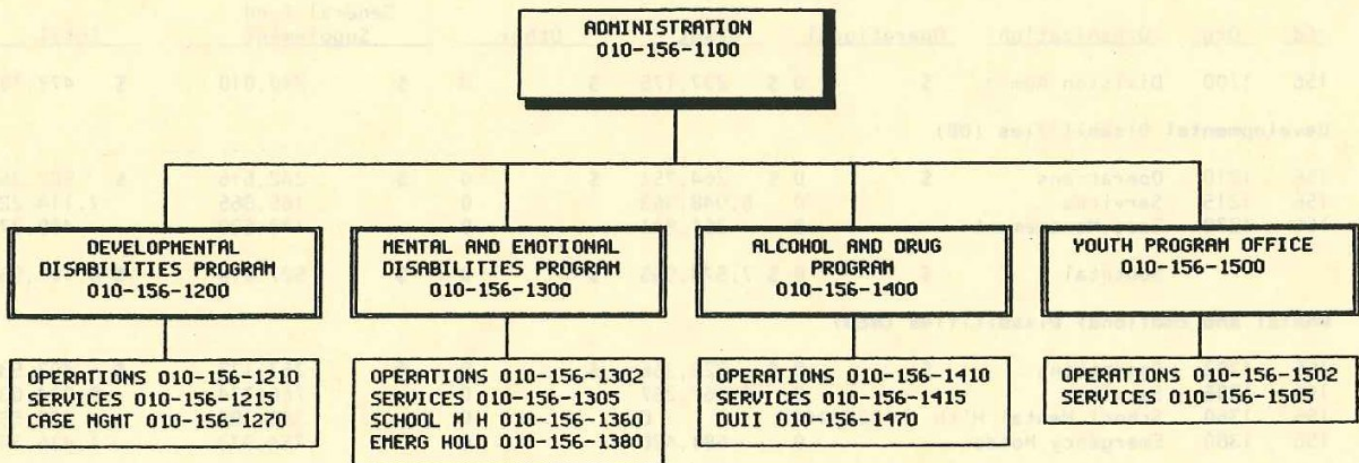 ADMINISTRATION
010-156-1100
DEVELOPMENTAL
DISABILITIES PROGRAM
010-156-1200
MENTAL AND EMOTIONAL
DISABILITIES PROGRAM
010-156-1300
ALCOHOL AND DRUG
PROGRAM
010-156-1400
YOUTH PROGRAM OFFICE
010-156-1500
OPERATIONS 010-156-1210
SERVICES 010-156-1215
CASE MGMT 010-156-1270
OPERATIONS 010-156-1302
SERVICES 010-156-1305
SCHOOL M H 010-156-1360
EMERG HOLD 010-156-1380
OPERATIONS 010-156-1410
SERVICES 010-156-1415
DUII 010-156-1470
OPERATIONS 010-156-1502
SERVICES 010-156-1505